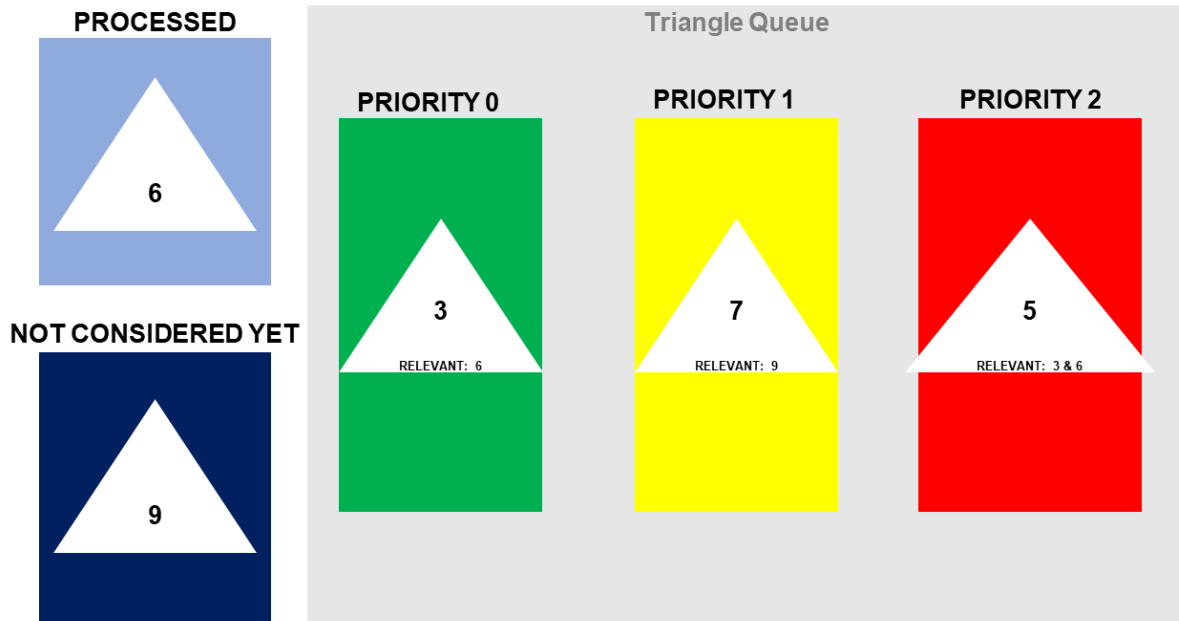 PROCESSED
6
NOT CONSIDERED YET
9
Triangle Queue
PRIORITY 0
3
RELEVANT: 6
PRIORITY 1
7
RELEVANT: 9
PRIORITY 2
5
RELEVANT: 3 & 6